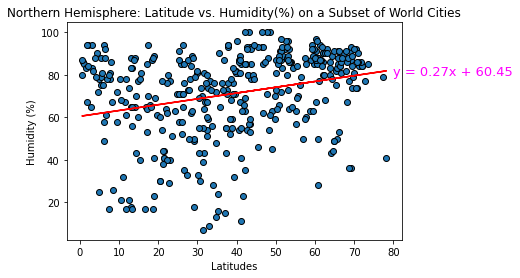 Northern Hemisphere: Latitude vs. Humidity(%) on a Subset of World Cities
100
80
60
40
20
Humidity (%)
y = 0.27x + 60.45
0 10 20 30 40 50 60 70 80
Latitudes